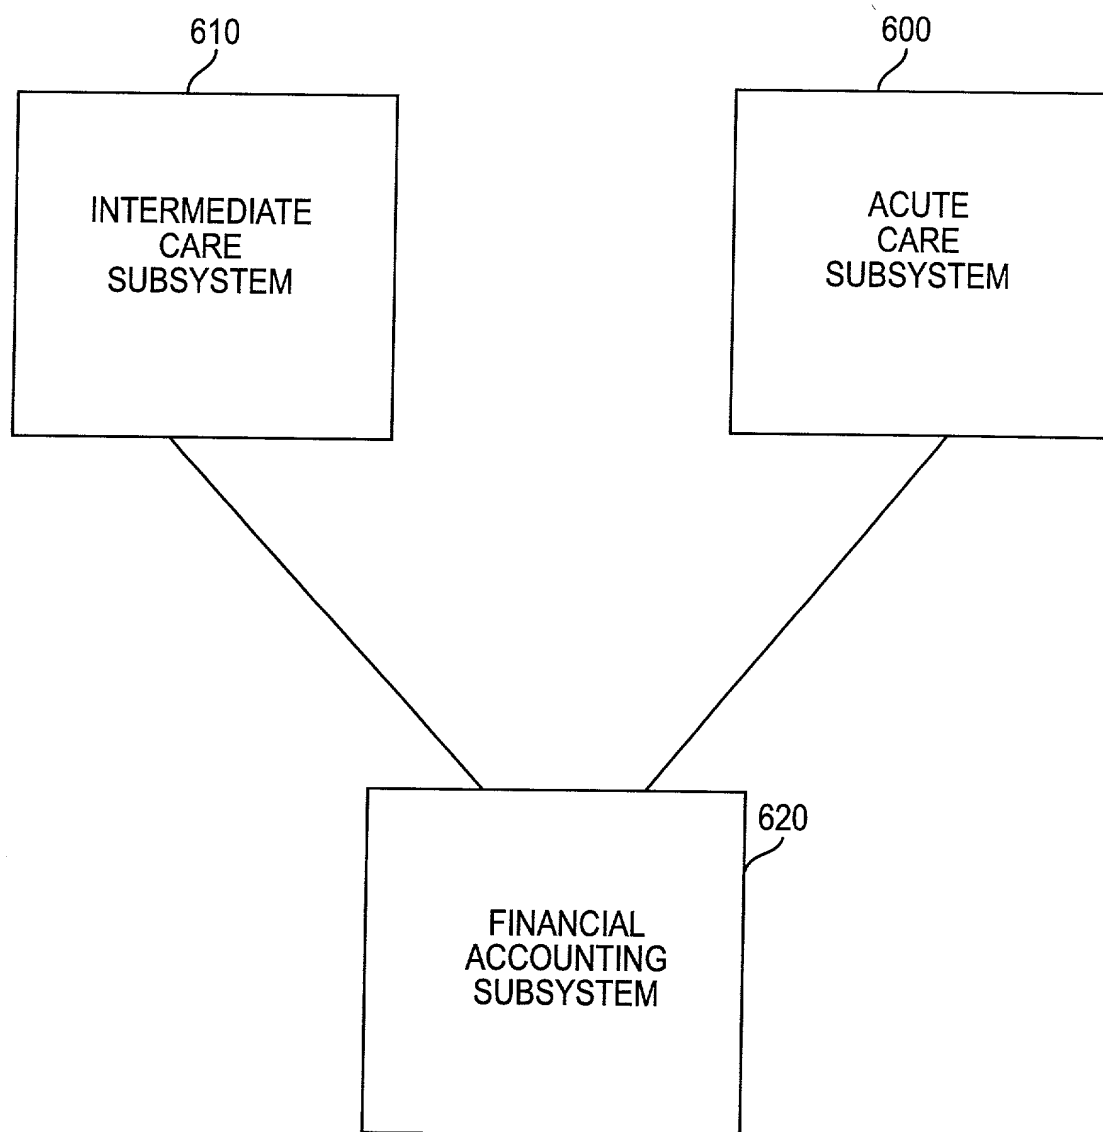 610
600
INTERMEDIATE
CARE
SUBSYSTEM
ACUTE
CARE
SUBSYSTEM
620
FINANCIAL
ACCOUNTING
SUBSYSTEM